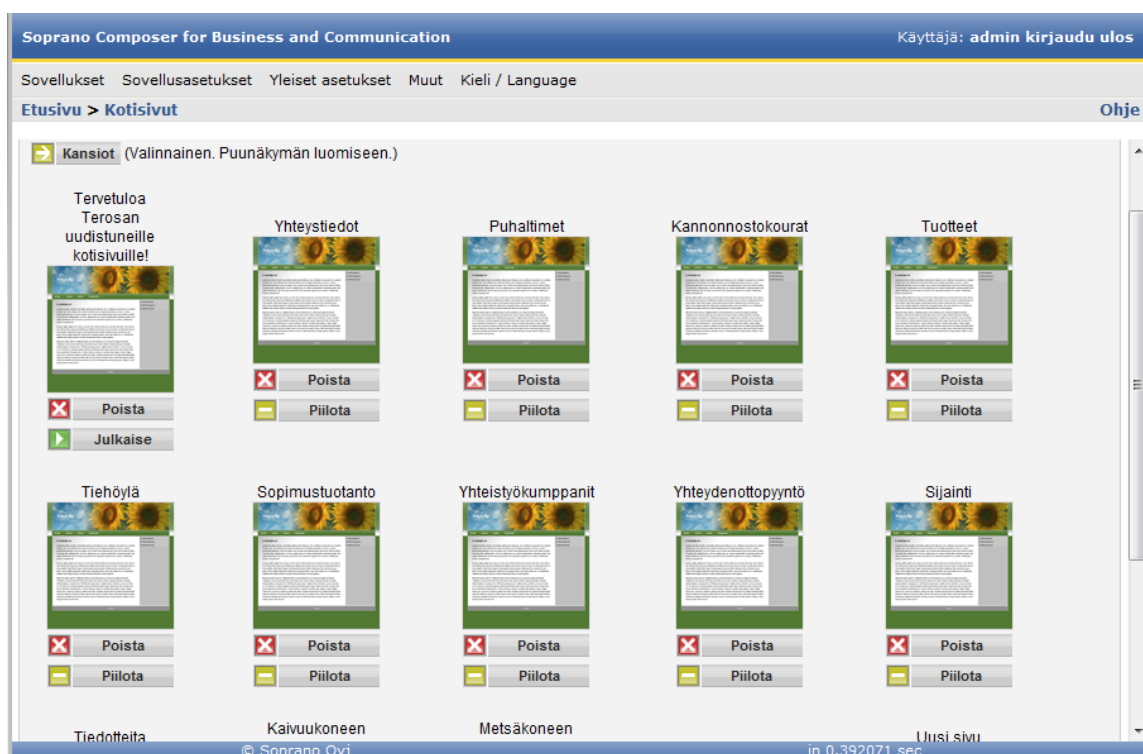 Soprano Composer for Business and Communication Käyttäjä: admin kirjaudu ulos
Sovellukset Sovellusasetukset Yleiset asetukset Muut Kieli / Language
Etusivu > Kotisivut Ohje
Kansiot (Valinnainen. Puunäkymän luomiseen.)
Tervetuloa
Terosan
uudistuneille
kotisivuille!
Yhteystiedot Puhaltimet Kannonnostokourat Tuotteet
Poista Poista Poista Poista
Piilota Piilota Piilota Piilota
Poista
Julkaise
Tiehöylä Sopimustuotanto Yhteistyökumppanit Yhteydenottopyyntö Sijainti
Poista Poista Poista Poista Poista
Piilota Piilota Piilota Piilota Piilota
Tiedotteita Kaivuukoneen Metsäkoneen Uusi sivu
© Soprano Oyj in 0.392071 sec